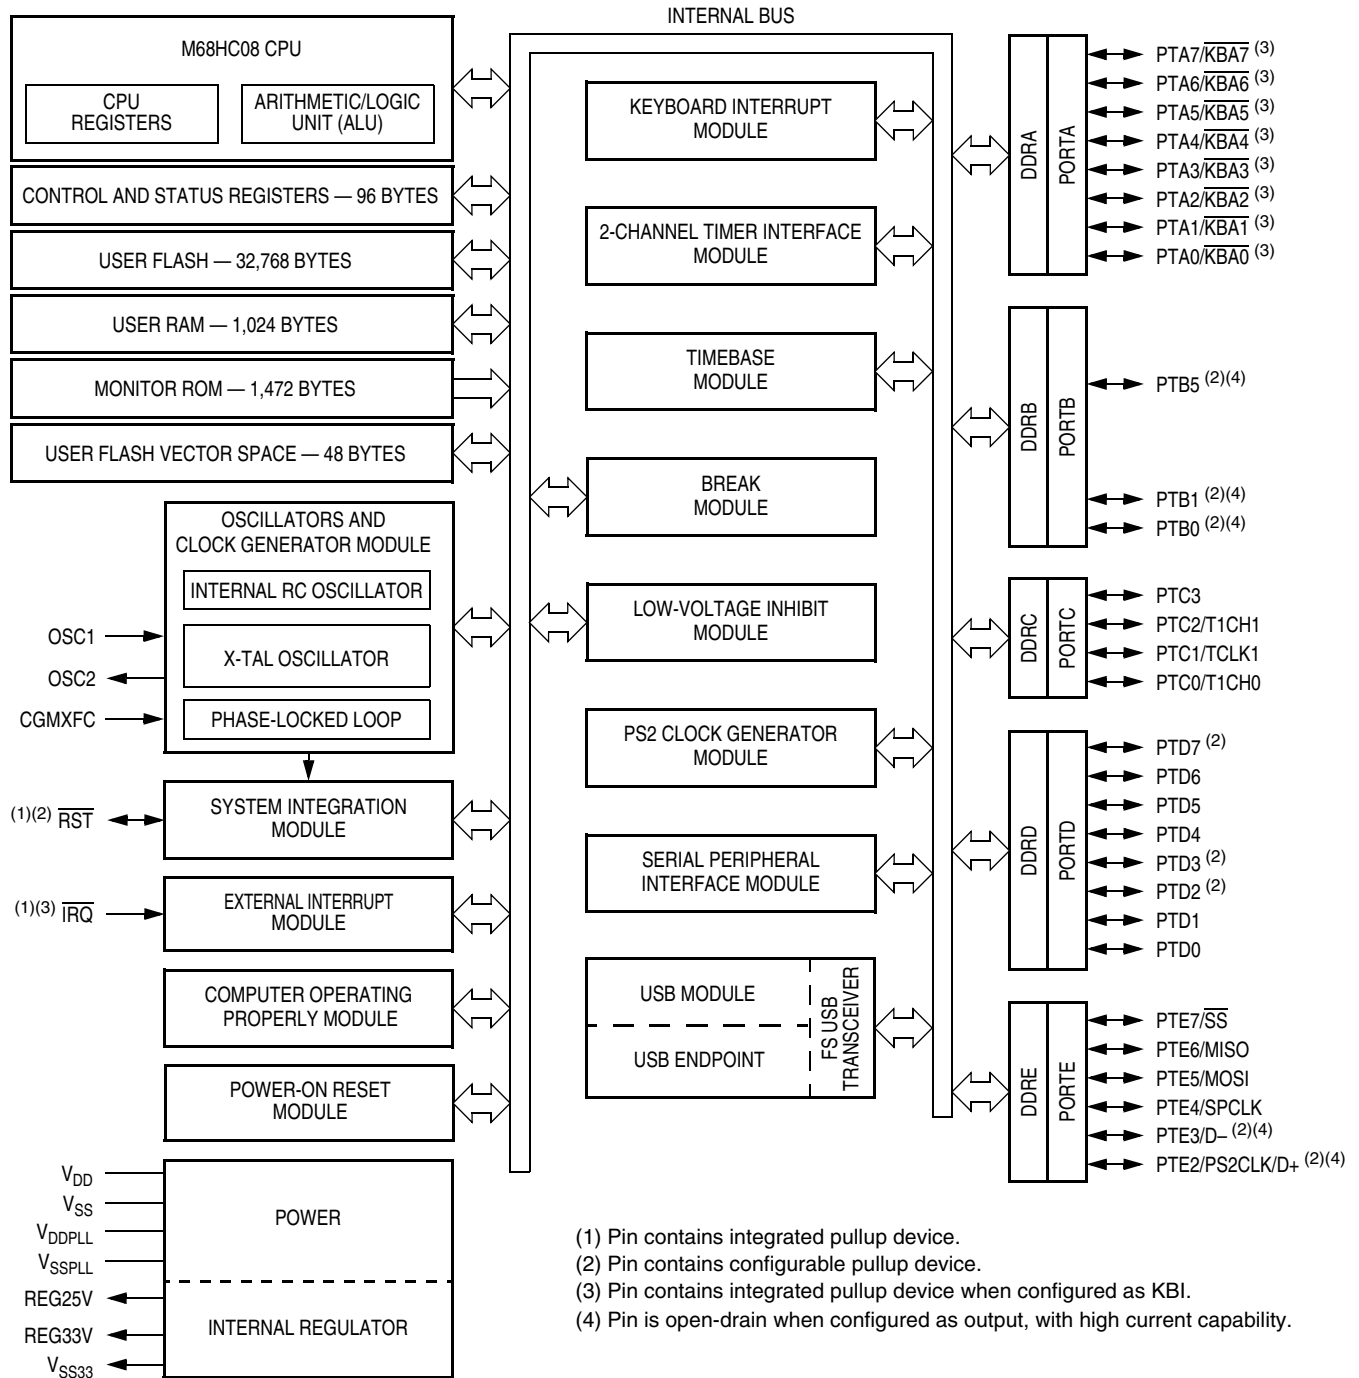 INTERNAL BUS
M68HC08 CPU
CPU
REGISTERS
ARITHMETIC/LOGIC
UNIT (ALU)
CONTROL AND STATUS REGISTERS — 96 BYTES
USER FLASH — 32,768 BYTES
USER RAM — 1,024 BYTES
MONITOR ROM — 1,472 BYTES
USER FLASH VECTOR SPACE — 48 BYTES
OSCILLATORS AND
CLOCK GENERATOR MODULE
INTERNAL RC OSCILLATOR
X-TAL OSCILLATOR
PHASE-LOCKED LOOP
OSC1
OSC2
CGMXFC
SYSTEM INTEGRATION
MODULE
(1)(2) RST
EXTERNAL INTERRUPT
MODULE
(1)(3) IRQ
COMPUTER OPERATING
PROPERLY MODULE
POWER-ON RESET
MODULE
VDD
VSS
VDDPLL
VSSPLL
REG25V
REG33V
VSS33
POWER
INTERNAL REGULATOR
KEYBOARD INTERRUPT
MODULE
2-CHANNEL TIMER INTERFACE
MODULE
TIMEBASE
MODULE
BREAK
MODULE
LOW-VOLTAGE INHIBIT
MODULE
PS2 CLOCK GENERATOR
MODULE
SERIAL PERIPHERAL
INTERFACE MODULE
USB MODULE
USB ENDPOINT
FS USB
TRANSCEIVER
DDRA
PORTA
PTA7/KBA7 (3)
PTA6/KBA6 (3)
PTA5/KBA5 (3)
PTA4/KBA4 (3)
PTA3/KBA3 (3)
PTA2/KBA2 (3)
PTA1/KBA1 (3)
PTA0/KBA0 (3)
DDRB
PORTB
PTB5 (2)(4)
PTB1 (2)(4)
PTB0 (2)(4)
DDRC
PORTC
PTC3
PTC2/T1CH1
PTC1/TCLK1
PTC0/T1CH0
DDRD
PORTD
PTD7 (2)
PTD6
PTD5
PTD4
PTD3 (2)
PTD2 (2)
PTD1
PTD0
DDRE
PORTE
PTE7/SS
PTE6/MISO
PTE5/MOSI
PTE4/SPCLK
PTE3/D– (2)(4)
PTE2/PS2CLK/D+ (2)(4)
(1) Pin contains integrated pullup device.
(2) Pin contains configurable pullup device.
(3) Pin contains integrated pullup device when configured as KBI.
(4) Pin is open-drain when configured as output, with high current capability.